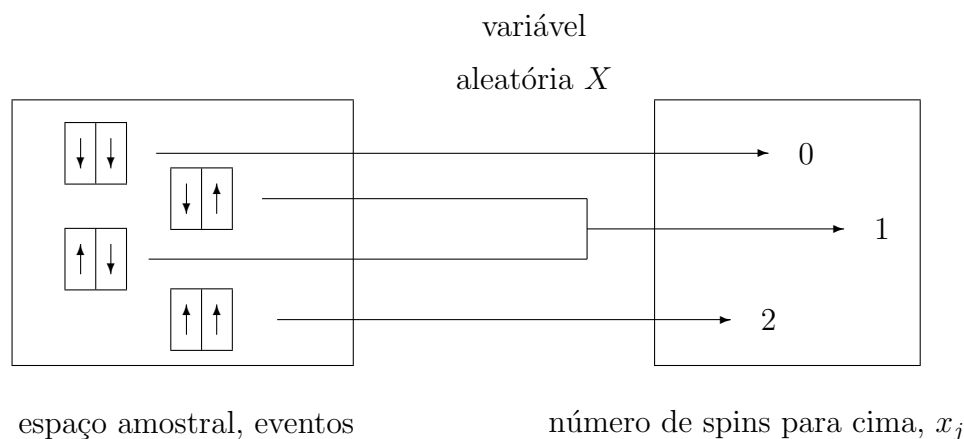 variável
aleatória X
0
1
2
espaço amostral, eventos
número de spins para cima, x_j